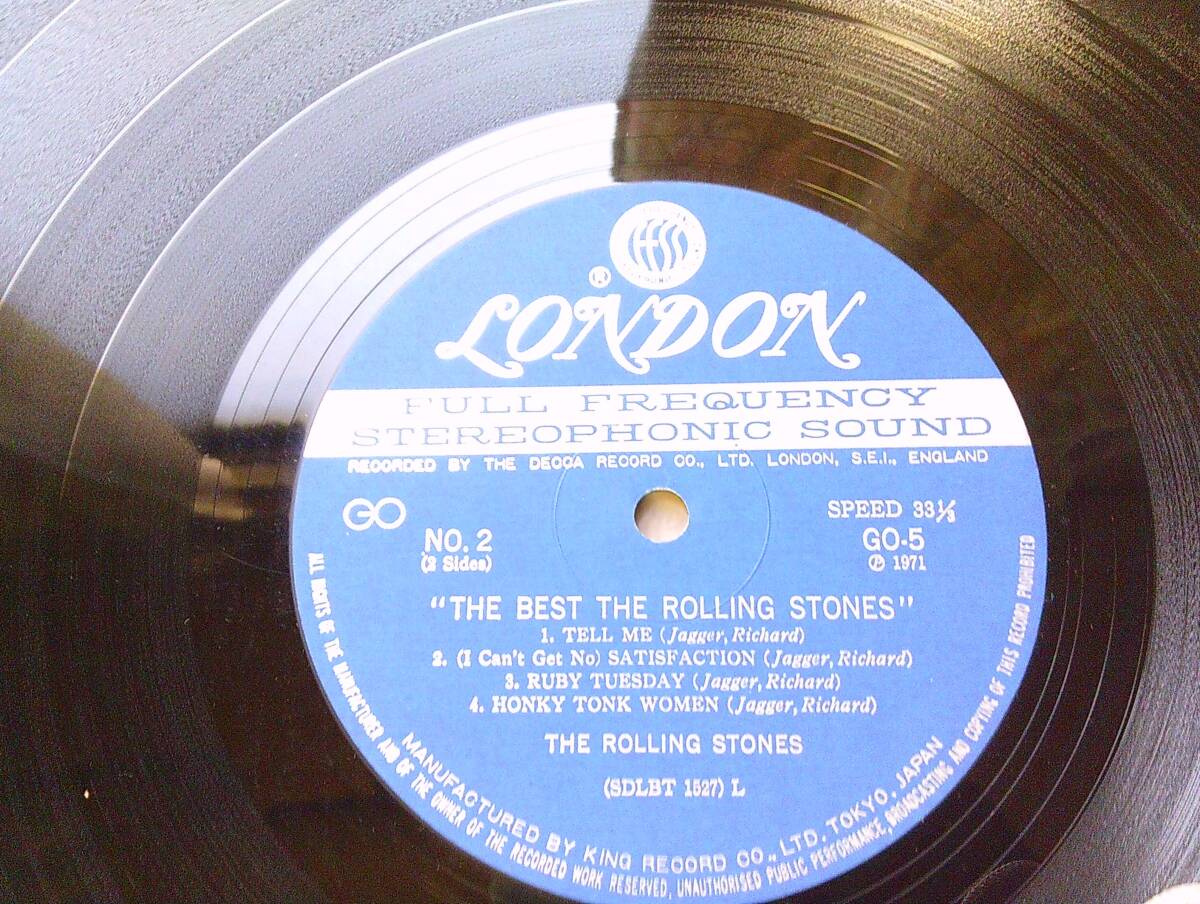 ®
LONDON
FULL FREQUENCY
STEREOPHONIC SOUND
RECORDED BY THE DECCA RECORD CO., LTD. LONDON, S.E.I., ENGLAND
GO
SPEED 33⅓
NO. 2
GO-5
(2 Sides)
℗ 1971
"THE BEST THE ROLLING STONES"
1. TELL ME (Jagger, Richard)
2. (I Can't Get No) SATISFACTION (Jagger, Richard)
3. RUBY TUESDAY (Jagger, Richard)
4. HONKY TONK WOMEN (Jagger, Richard)
THE ROLLING STONES
(SDLBT 1527) L
MANUFACTURED BY KING RECORD CO., LTD. TOKYO. JAPAN
ALL RIGHTS OF THE MANUFACTURER AND OF THE OWNER OF THE RECORDED WORK RESERVED, UNAUTHORISED PUBLIC PERFORMANCE, BROADCASTING AND COPYING OF THIS RECORD PROHIBITED